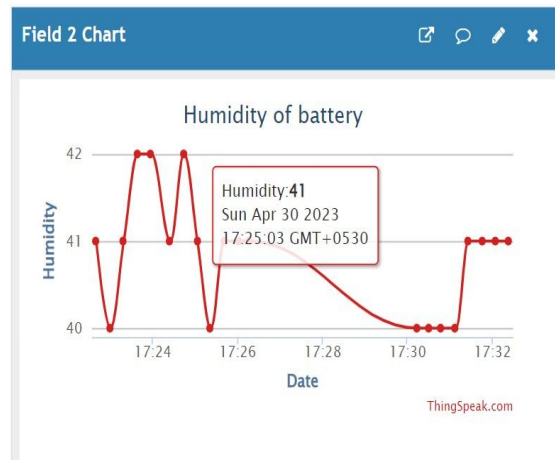 Field 2 Chart
Humidity of battery
42
41
40
Humidity
Humidity:41
Sun Apr 30 2023
17:25:03 GMT+0530
17:24
17:26
17:28
17:30
17:32
Date
ThingSpeak.com